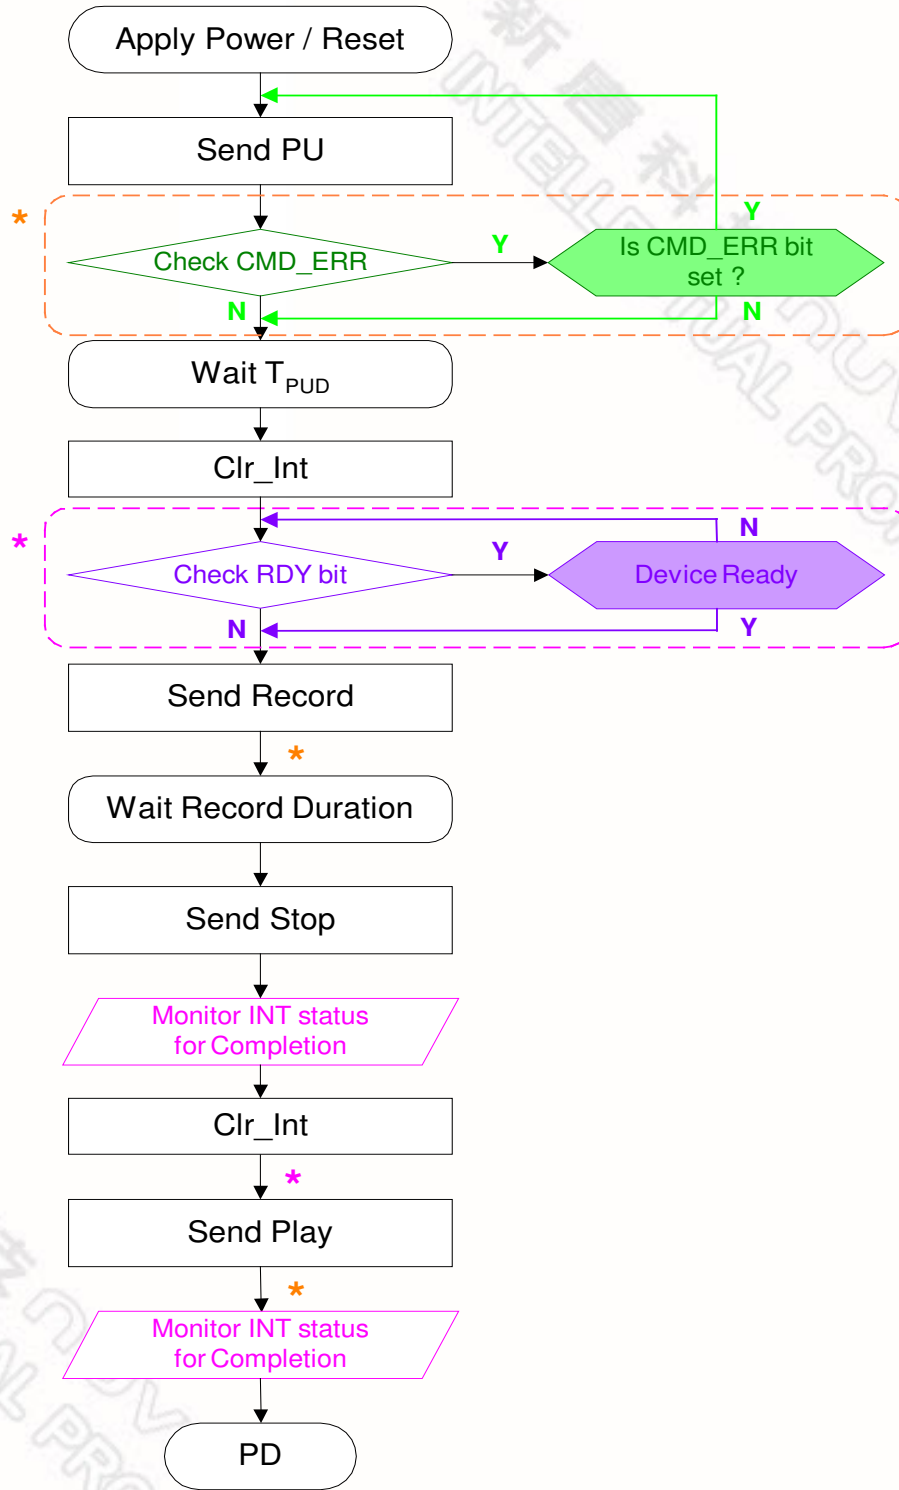 Apply Power / Reset
Send PU
*
Y
Check CMD_ERR
Y
Is CMD_ERR bit
set ?
N
N
Wait TPUD
Clr_Int
*
N
Check RDY bit
Y
Device Ready
N
Y
Send Record
*
Wait Record Duration
Send Stop
Monitor INT status
for Completion
Clr_Int
*
Send Play
*
Monitor INT status
for Completion
PD